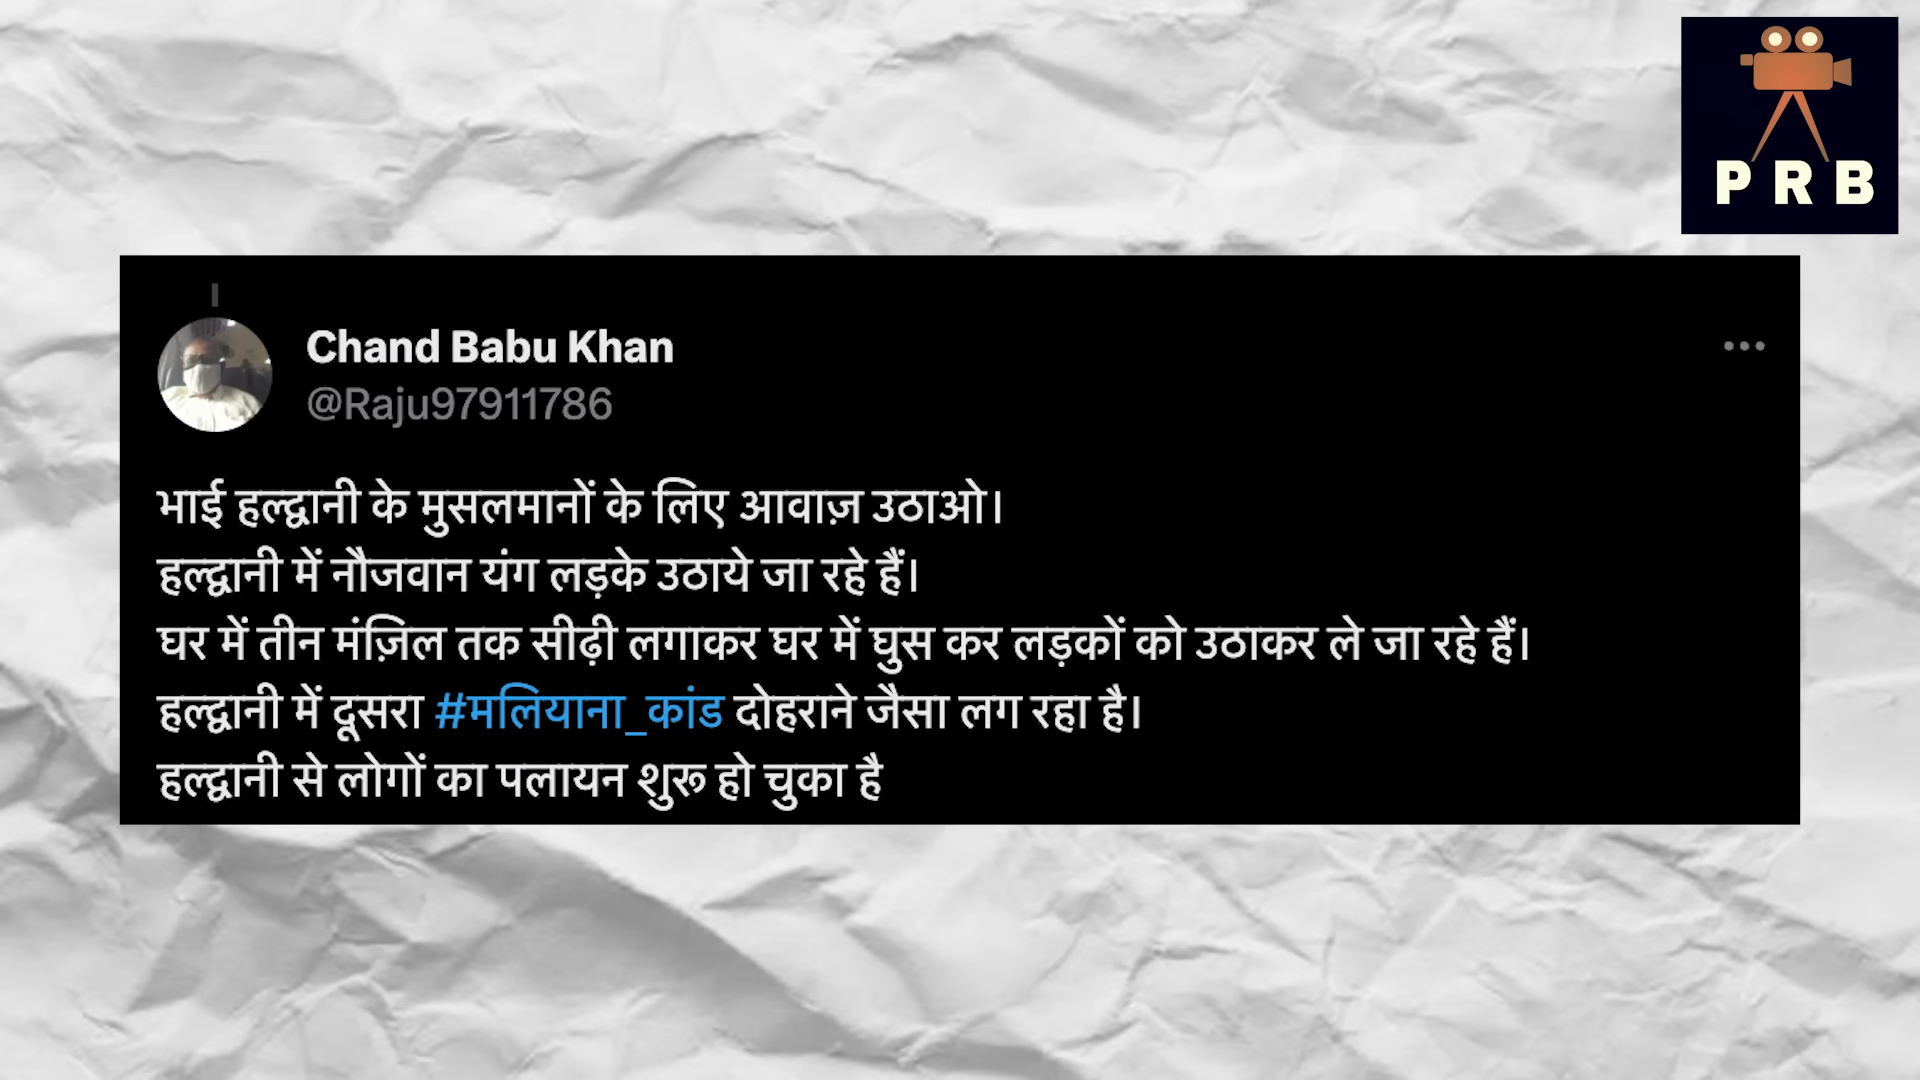 PRB
Chand Babu Khan
@Raju97911786
भाई हल्द्वानी के मुसलमानों के लिए आवाज़ उठाओ।
हल्द्वानी में नौजवान यंग लड़के उठाये जा रहे हैं।
घर में तीन मंज़िल तक सीढ़ी लगाकर घर में घुस कर लड़कों को उठाकर ले जा रहे हैं।
हल्द्वानी में दूसरा #मलियाना_कांड दोहराने जैसा लग रहा है।
हल्द्वानी से लोगों का पलायन शुरू हो चुका है